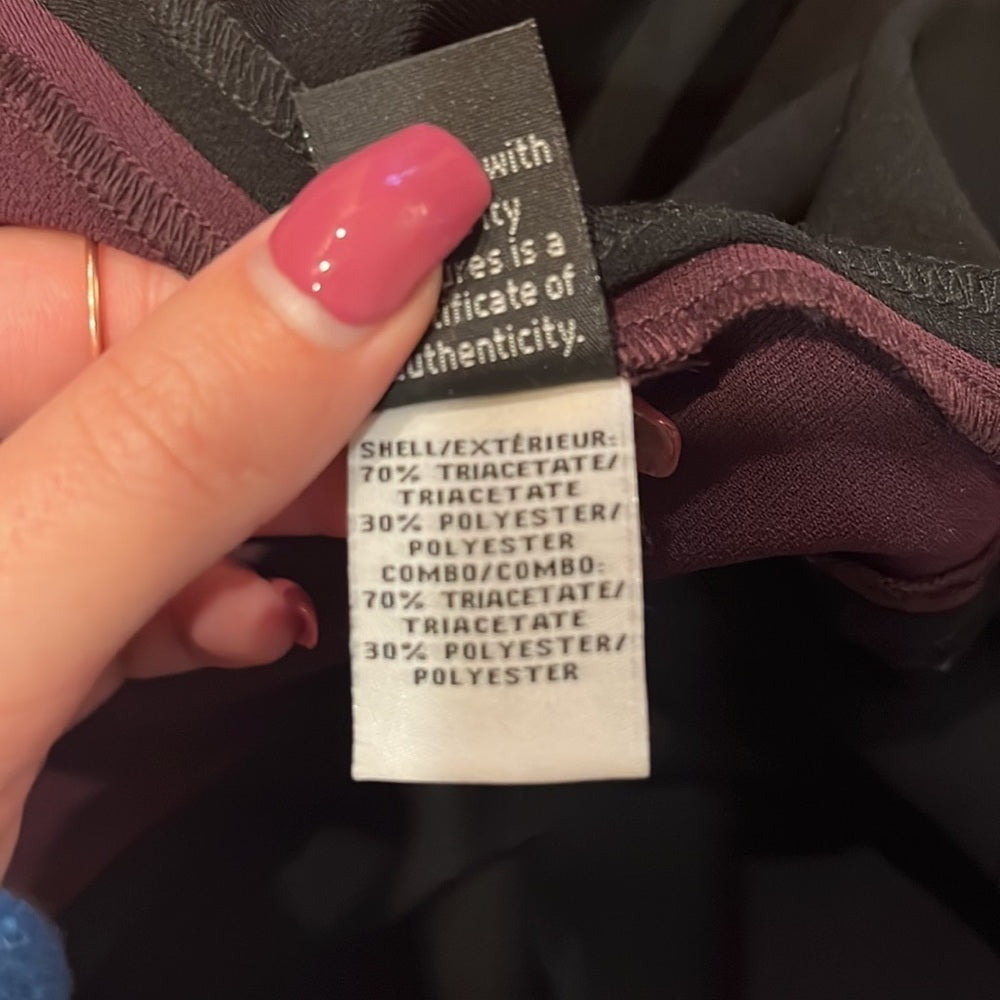 with
is a
of
SHELL/EXTÉRIEUR:
70% TRIACETATE/
TRIACETATE
30% POLYESTER/
POLYESTER
COMBO/COMBO:
70% TRIACETATE/
TRIACETATE
30% POLYESTER/
POLYESTER